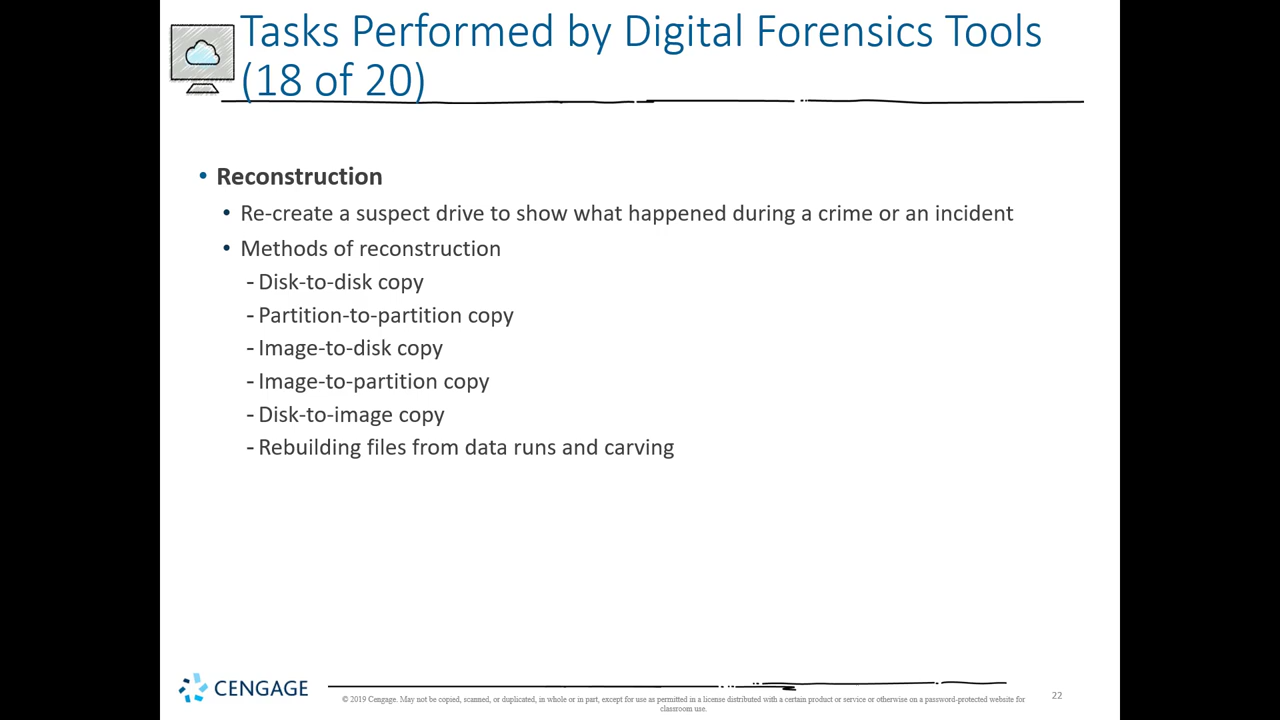 Tasks Performed by Digital Forensics Tools
(18 of 20)
• Reconstruction
• Re-create a suspect drive to show what happened during a crime or an incident
• Methods of reconstruction
- Disk-to-disk copy
- Partition-to-partition copy
- Image-to-disk copy
- Image-to-partition copy
- Disk-to-image copy
- Rebuilding files from data runs and carving
CENGAGE
© 2019 Cengage. May not be copied, scanned, or duplicated, in whole or in part, except for use as permitted in a license distributed with a certain product or service or otherwise on a password-protected website for
classroom use.
22